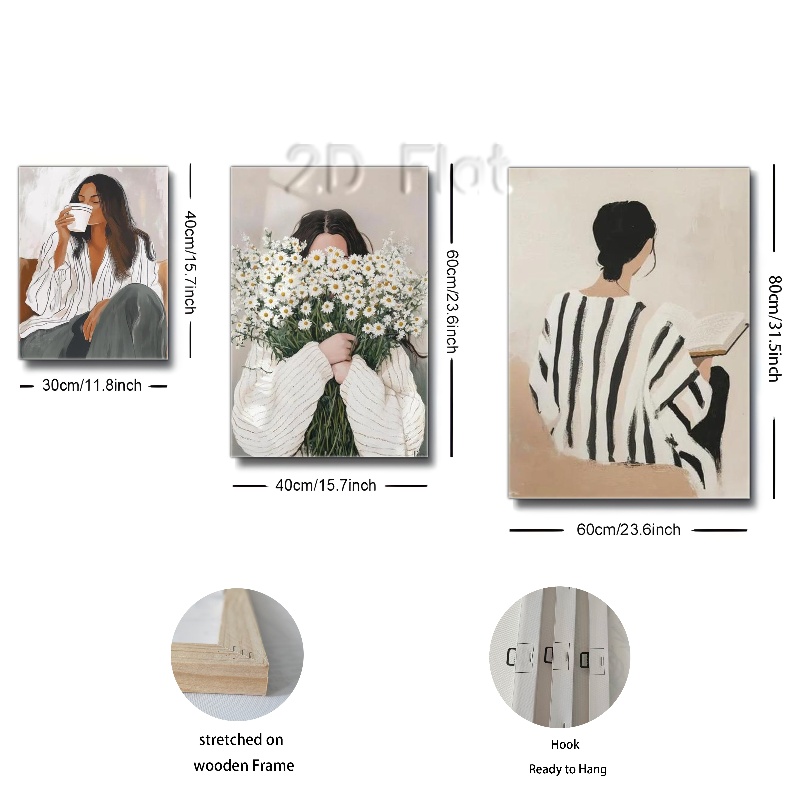 2D Flat
40cm/15.7inch
30cm/11.8inch
60cm/23.6inch
40cm/15.7inch
80cm/31.5inch
60cm/23.6inch
stretched on
wooden Frame
Hook
Ready to Hang